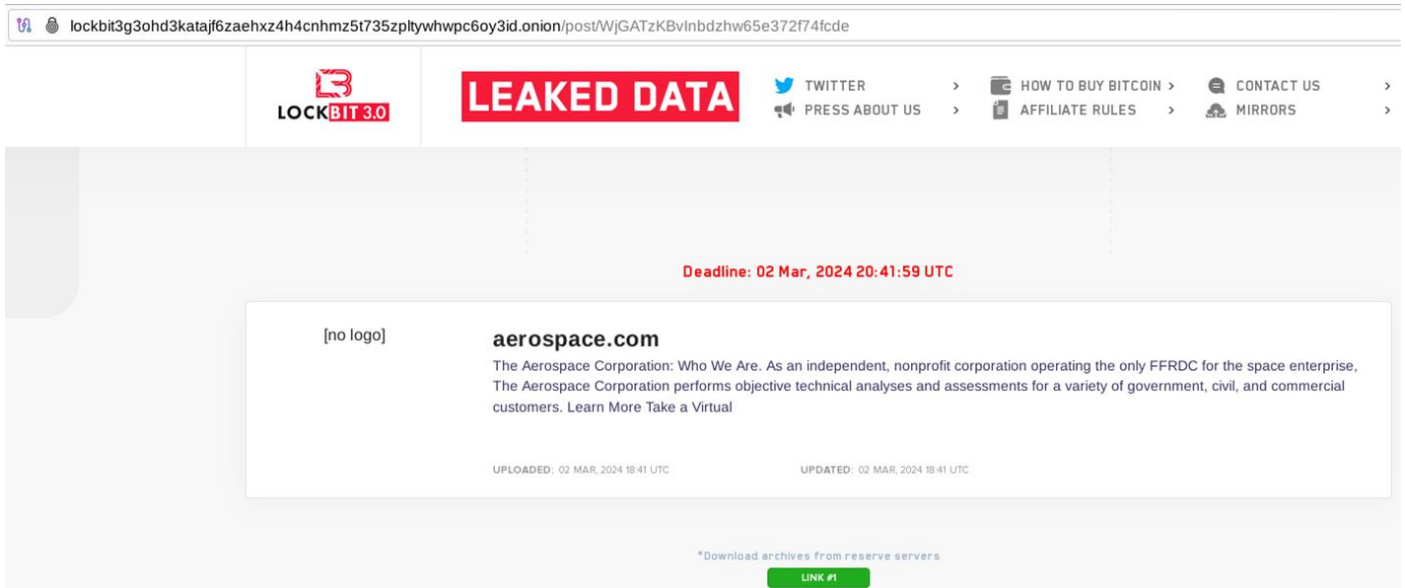 lockbit3g3ohd3katajf6zaehxz4h4cnhmz5t735zpltywhwpc6oy3id.onion/post/WjGATzKBvInbdzhw65e372f74fcde
LOCKBIT 3.0
LEAKED DATA
TWITTER >
PRESS ABOUT US >
HOW TO BUY BITCOIN >
AFFILIATE RULES >
CONTACT US >
MIRRORS >
Deadline: 02 Mar, 2024 20:41:59 UTC
[no logo]
aerospace.com
The Aerospace Corporation: Who We Are. As an independent, nonprofit corporation operating the only FFRDC for the space enterprise,
The Aerospace Corporation performs objective technical analyses and assessments for a variety of government, civil, and commercial
customers. Learn More Take a Virtual
UPLOADED: 02 MAR, 2024 18:41 UTC
UPDATED: 02 MAR, 2024 18:41 UTC
*Download archives from reserve servers
LINK #1